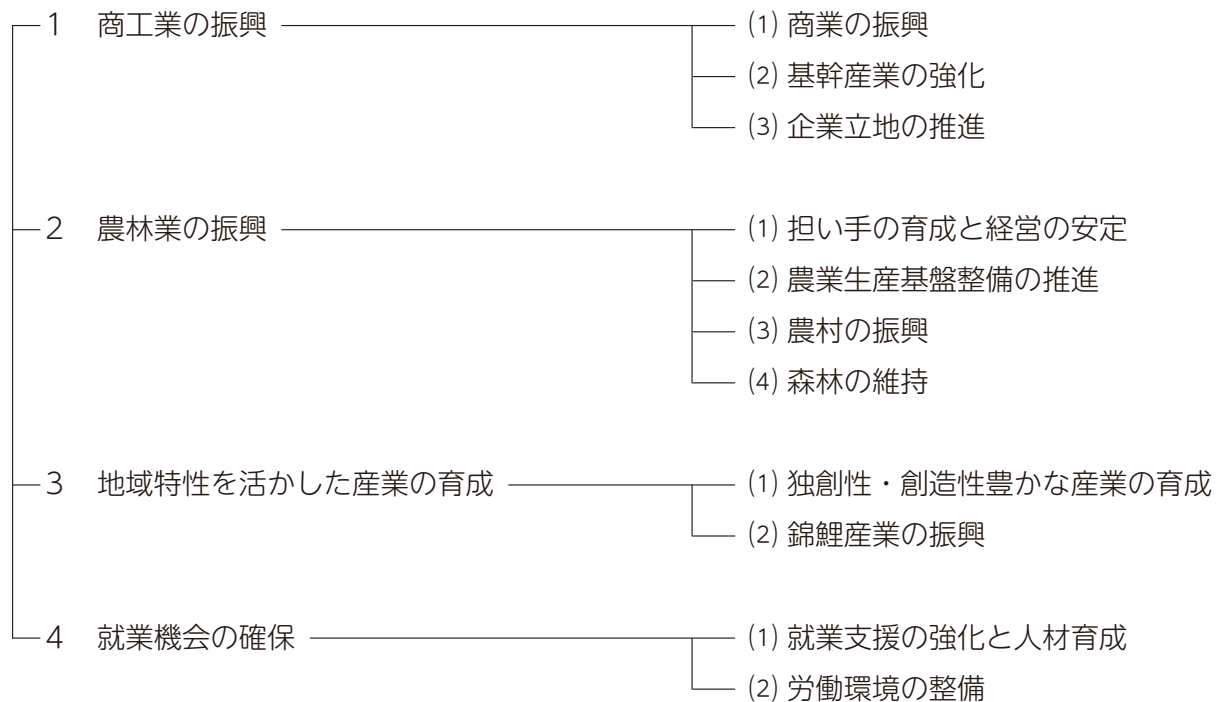 1 商工業の振興
(1) 商業の振興
(2) 基幹産業の強化
(3) 企業立地の推進
2 農林業の振興
(1) 担い手の育成と経営の安定
(2) 農業生産基盤整備の推進
(3) 農村の振興
(4) 森林の維持
3 地域特性を活かした産業の育成
(1) 独創性・創造性豊かな産業の育成
(2) 錦鯉産業の振興
4 就業機会の確保
(1) 就業支援の強化と人材育成
(2) 労働環境の整備